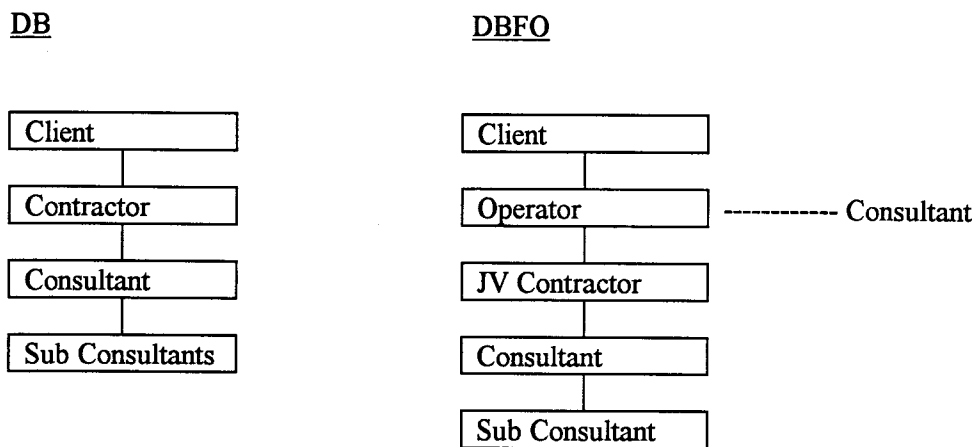 DB
Client
Contractor
Consultant
Sub Consultants
DBFO
Client
Operator
Consultant
JV Contractor
Consultant
Sub Consultant